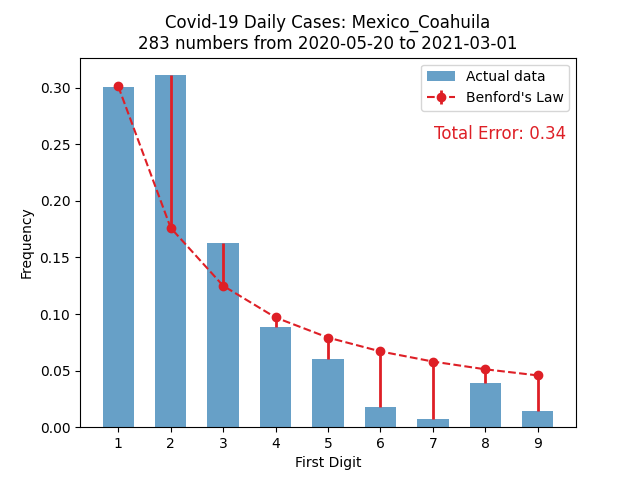 Covid-19 Daily Cases: Mexico_Coahuila
283 numbers from 2020-05-20 to 2021-03-01
Actual data
Benford's Law
Total Error: 0.34
0.30
0.25
0.20
0.15
0.10
0.05
0.00
Frequency
1 2 3 4 5 6 7 8 9
First Digit